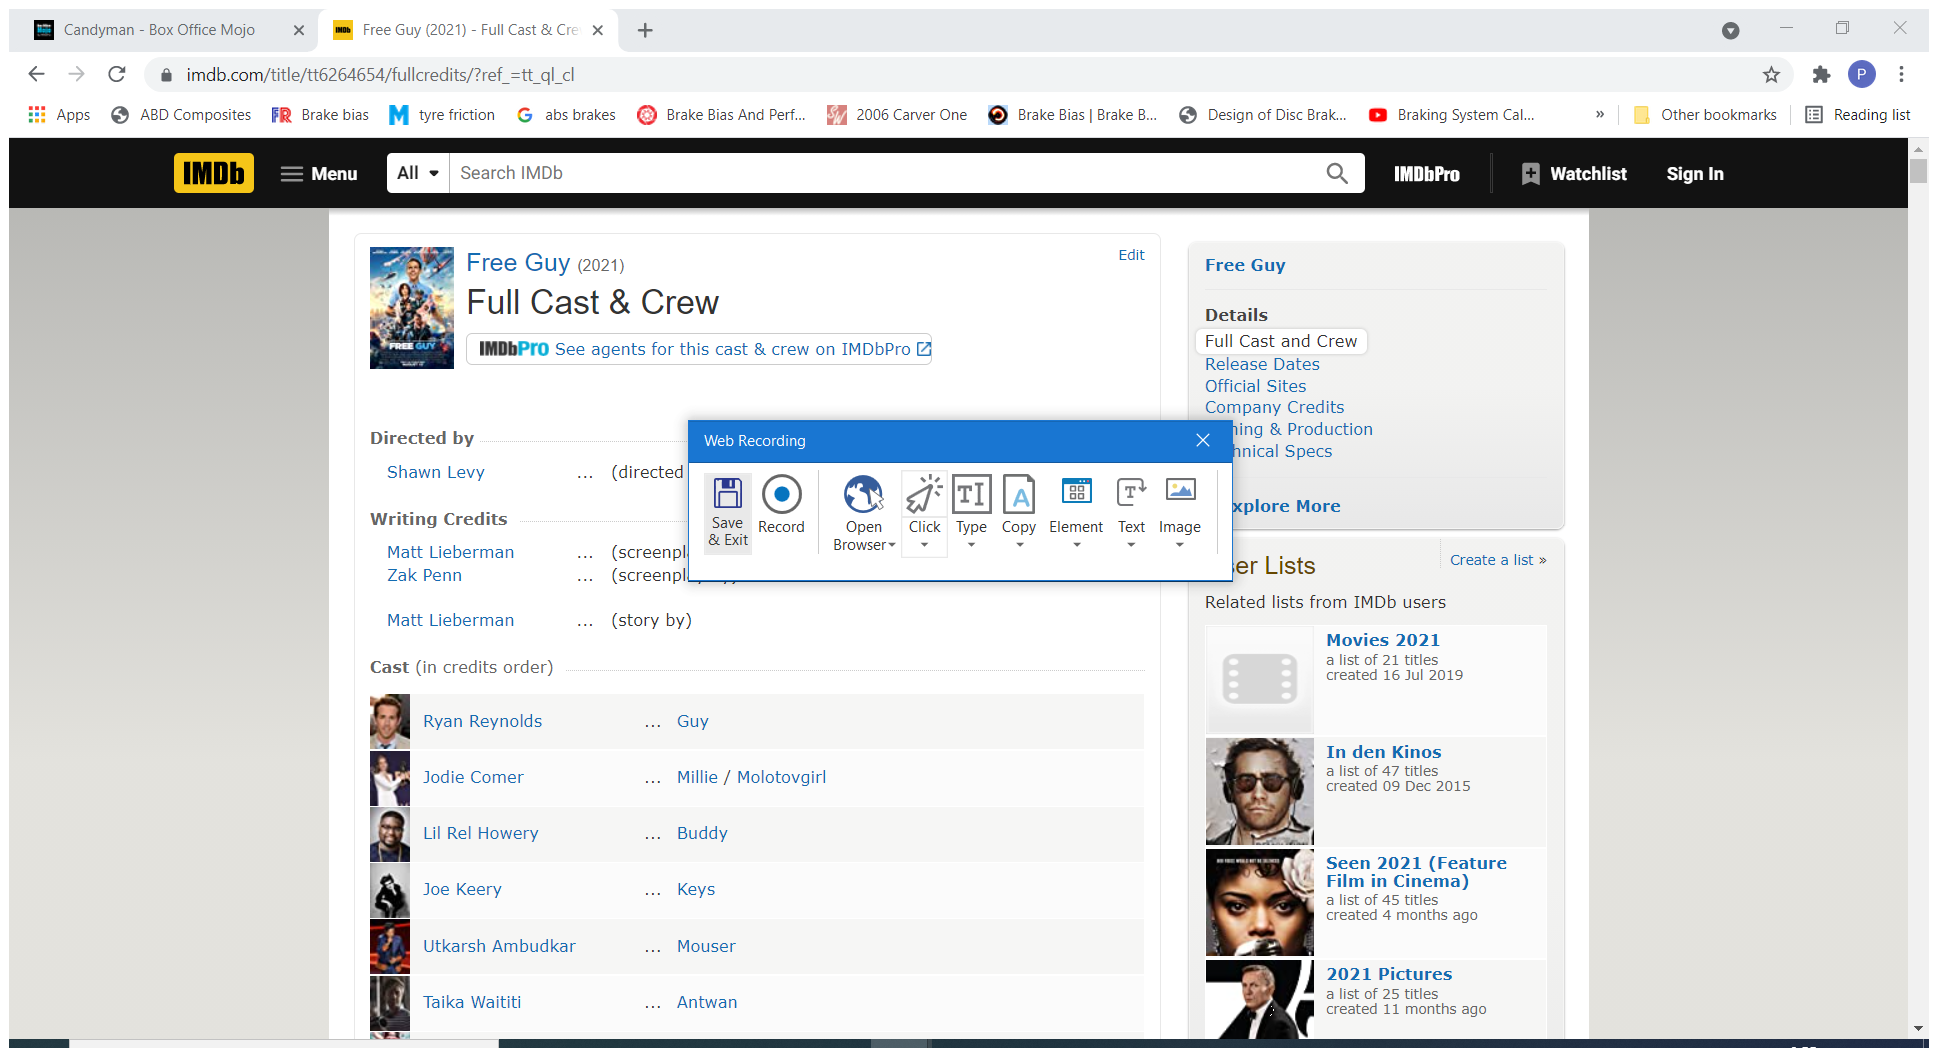 Candyman - Box Office Mojo
IMDb Free Guy (2021) - Full Cast & Cre
imdb.com/title/tt6264654/fullcredits/?ref_=tt_ql_cl
P
Apps ABD Composites FR Brake bias M tyre friction G abs brakes Brake Bias And Perf... SW 2006 Carver One Brake Bias | Brake B... Design of Disc Brak... Braking System Cal... » Other bookmarks Reading list
IMDb Menu All Search IMDb IMDbPro Watchlist Sign In
Free Guy (2021)
Edit
Full Cast & Crew
IMDbPro See agents for this cast & crew on IMDbPro
FREE GUY
Directed by
Shawn Levy ... (directed
Writing Credits
Matt Lieberman ... (screenpl
Zak Penn ... (screenpl
Matt Lieberman ... (story by)
Cast (in credits order)
Ryan Reynolds ... Guy
Jodie Comer ... Millie / Molotovgirl
Lil Rel Howery ... Buddy
Joe Keery ... Keys
Utkarsh Ambudkar ... Mouser
Taika Waititi ... Antwan
Web Recording
Save & Exit
Record
Open Browser
Click
TI Type
A Copy
Element
T Text
Image
Free Guy
Details
Full Cast and Crew
Release Dates
Official Sites
Company Credits
ing & Production
hnical Specs
xplore More
er Lists
Create a list »
Related lists from IMDb users
Movies 2021
a list of 21 titles
created 16 Jul 2019
In den Kinos
a list of 47 titles
created 09 Dec 2015
Seen 2021 (Feature
Film in Cinema)
a list of 45 titles
created 4 months ago
2021 Pictures
a list of 25 titles
created 11 months ago